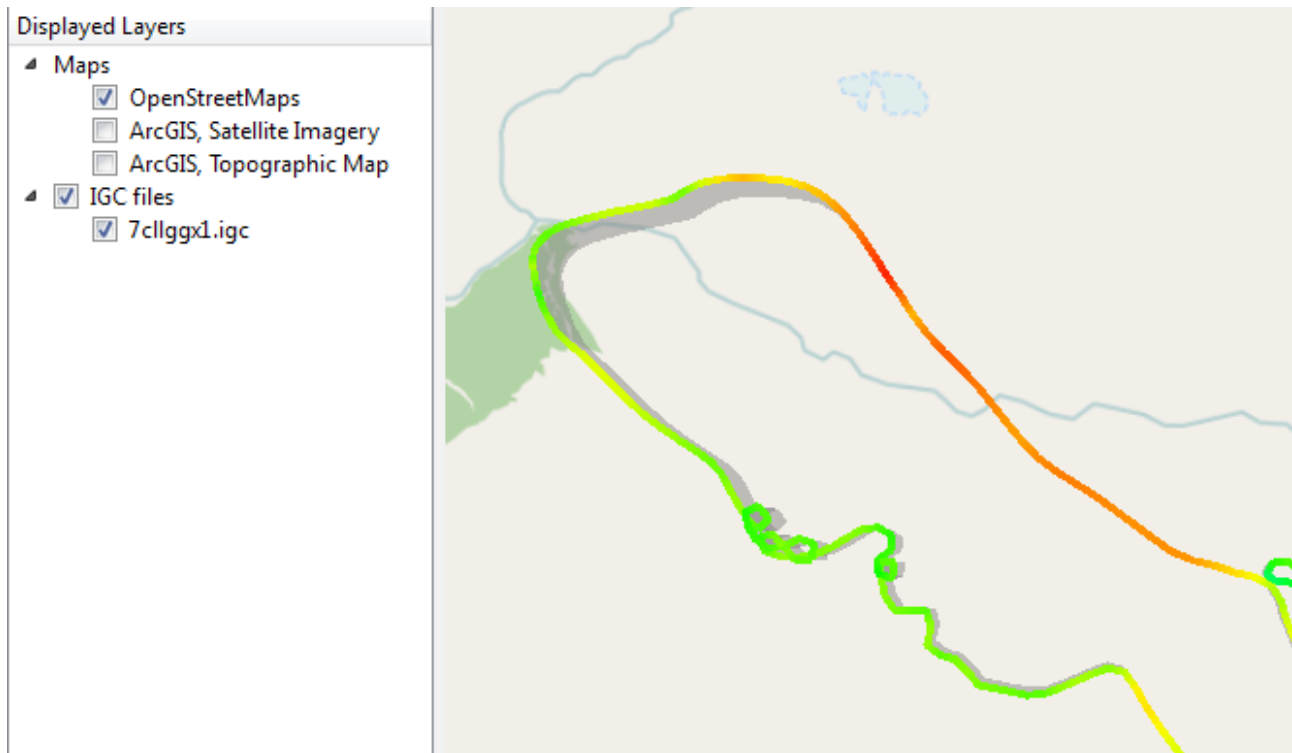 Displayed Layers
Maps
OpenStreetMaps
ArcGIS, Satellite Imagery
ArcGIS, Topographic Map
IGC files
7cllggx1.igc